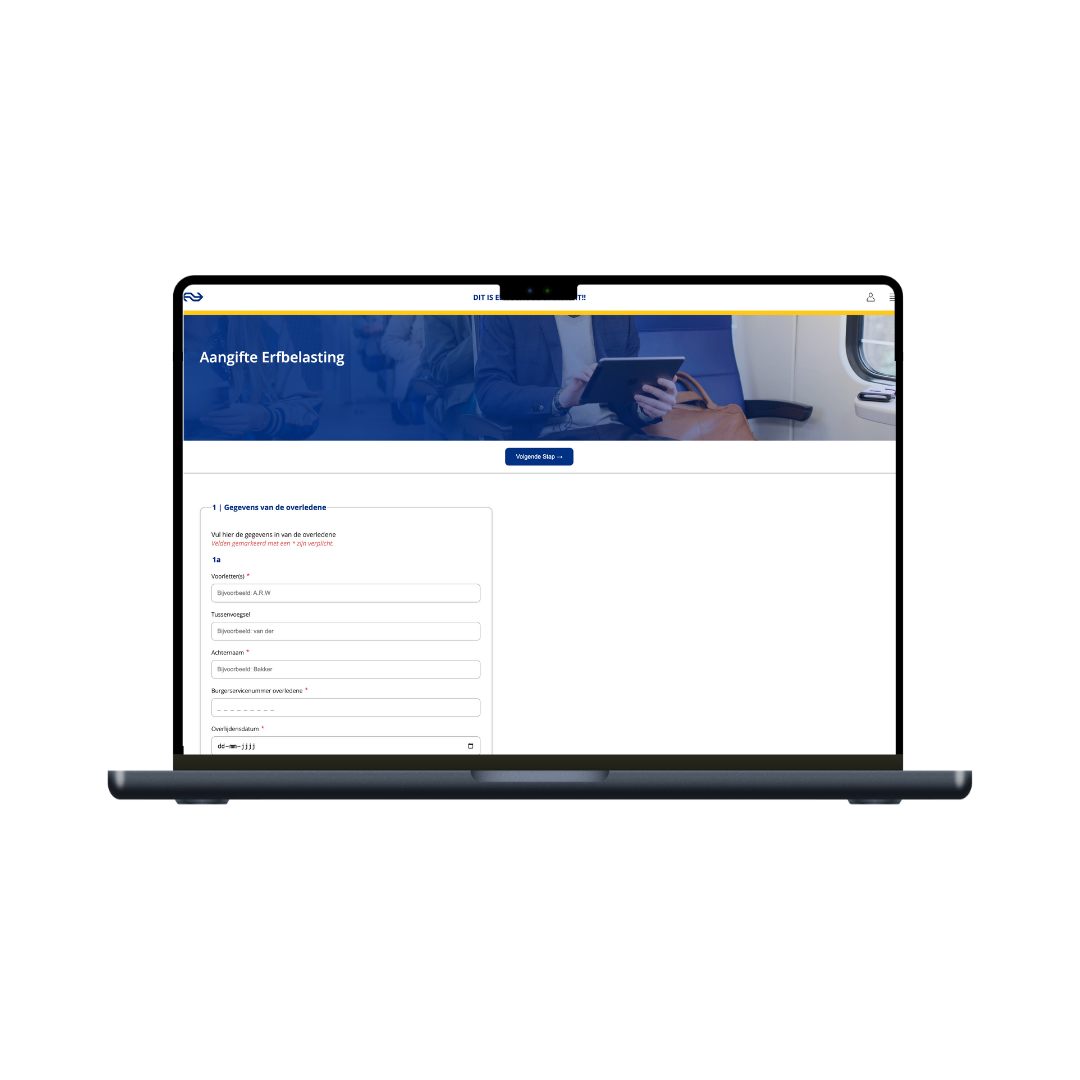 DIT IS E T!!
Aangifte Erfbelasting
Volgende Stap →
1 | Gegevens van de overledene
Vul hier de gegevens in van de overledene
Velden gemarkeerd met een * zijn verplicht.
1a
Voorletter(s) *
Bijvoorbeeld: A.R.W
Tussenvoegsel
Bijvoorbeeld: van der
Achternaam *
Bijvoorbeeld: Bakker
Burgerservicenummer overledene *
_ _ _ _ _ _ _ _ _
Overlijdensdatum *
dd-mm-jjjj